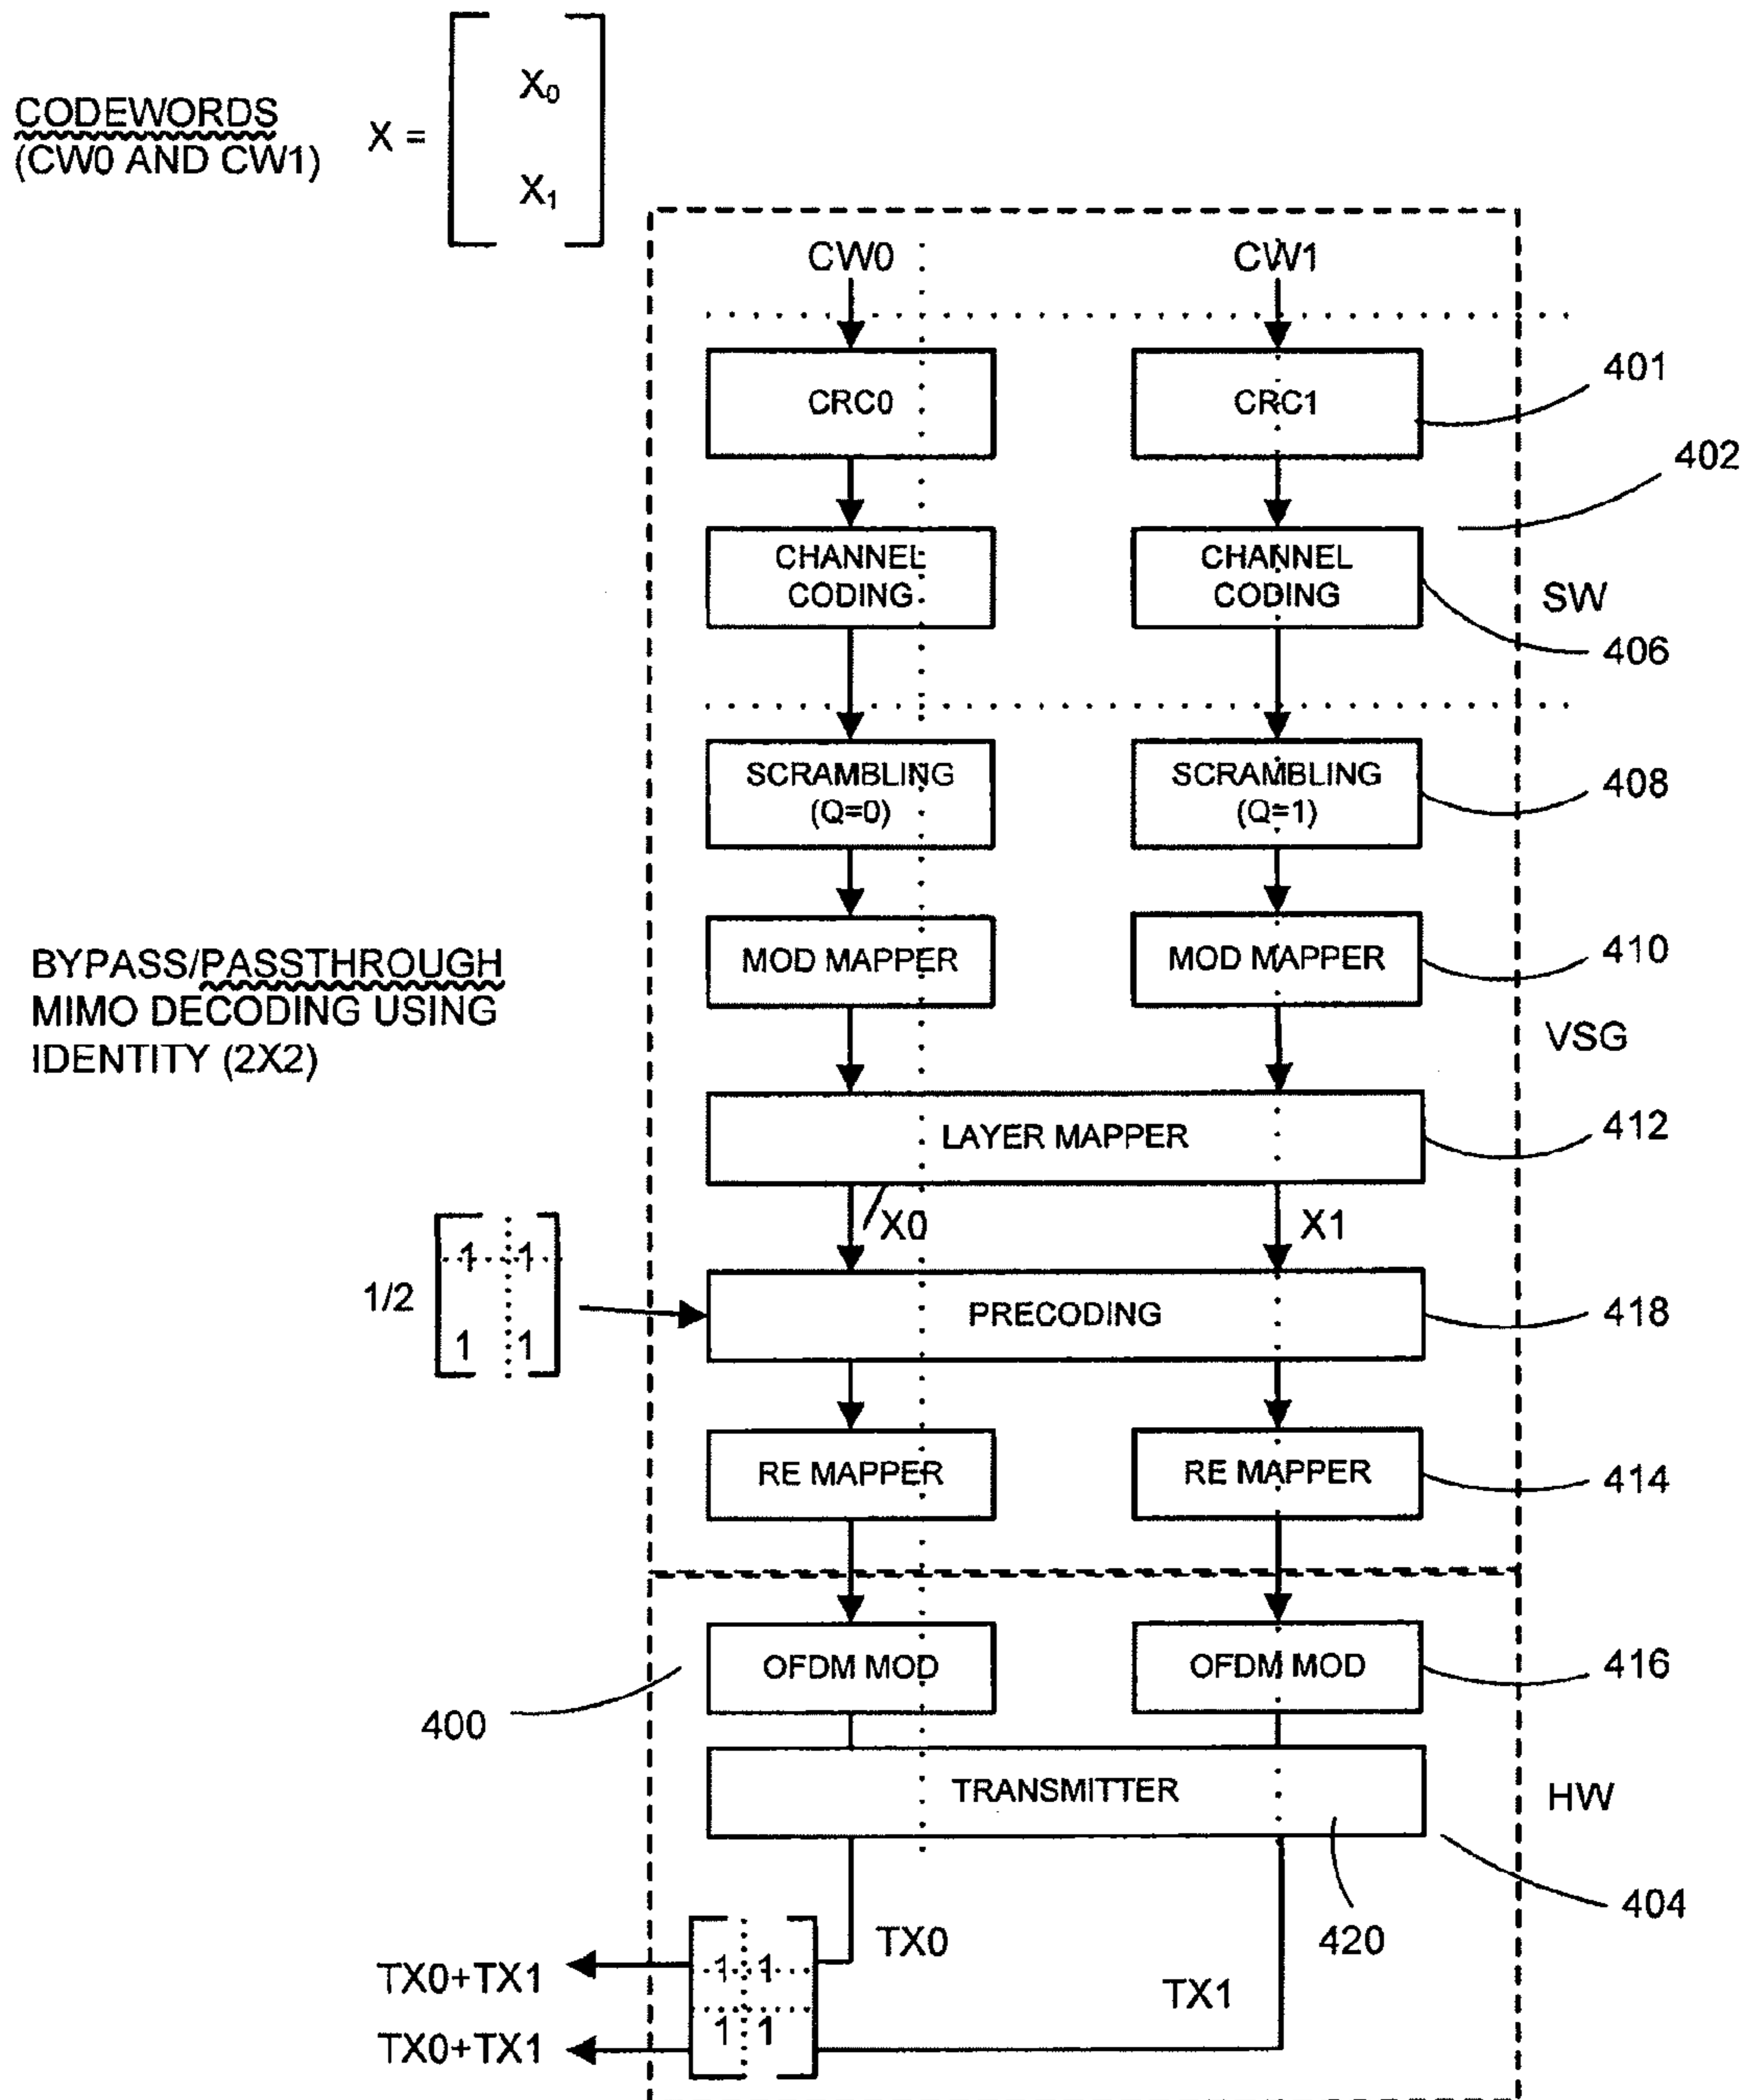 CODEWORDS
(CW0 AND CW1)
X =
X₀
X₁
CW0
CW1
CRC0
CRC1
401
402
CHANNEL
CODING
CHANNEL
CODING
SW
406
SCRAMBLING
(Q=0)
SCRAMBLING
(Q=1)
408
BYPASS/PASSTHROUGH
MIMO DECODING USING
IDENTITY (2X2)
MOD MAPPER
MOD MAPPER
410
VSG
LAYER MAPPER
412
X0
X1
1/2
1 1
1 1
PRECODING
418
RE MAPPER
RE MAPPER
414
OFDM MOD
OFDM MOD
416
400
TRANSMITTER
HW
404
420
TX0
TX0+TX1
1 1
TX1
TX0+TX1
1 1